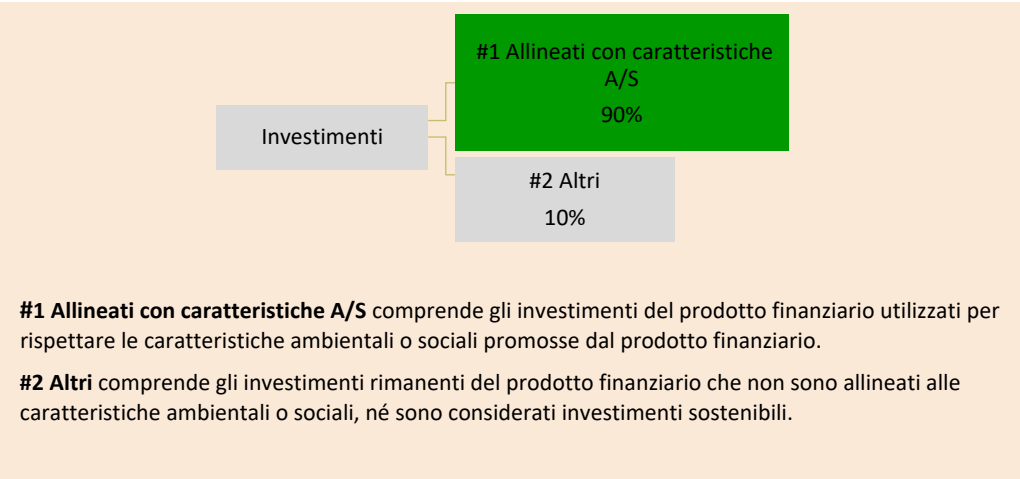 #1 Allineati con caratteristiche
A/S
90%
Investimenti
#2 Altri
10%
#1 Allineati con caratteristiche A/S comprende gli investimenti del prodotto finanziario utilizzati per
rispettare le caratteristiche ambientali o sociali promosse dal prodotto finanziario.
#2 Altri comprende gli investimenti rimanenti del prodotto finanziario che non sono allineati alle
caratteristiche ambientali o sociali, né sono considerati investimenti sostenibili.